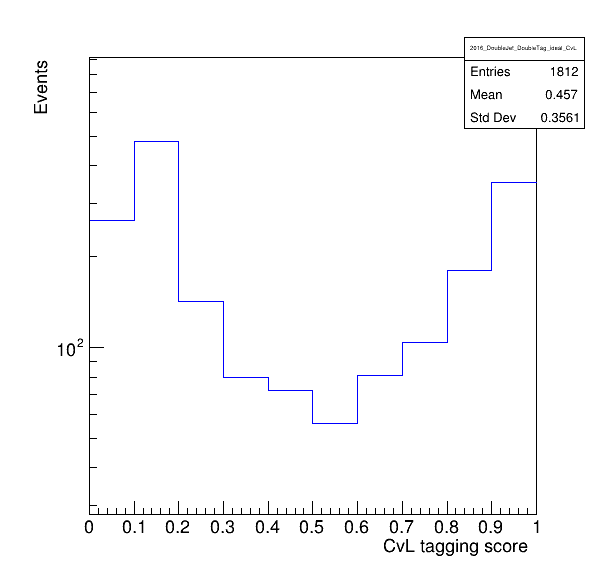 2016_DoubleJet_DoubleTag_ideal_CvL
Entries 1812
Mean 0.457
Std Dev 0.3561
Events
10²
0 0.1 0.2 0.3 0.4 0.5 0.6 0.7 0.8 0.9 1
CvL tagging score